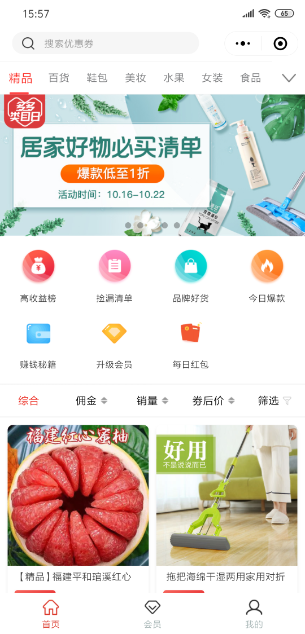 15:57
65
搜索优惠券
精品 百货 鞋包 美妆 水果 女装 食品
多多
类目日
居家好物必买清单
爆款低至1折
活动时间：10.16-10.22
高收益榜 捡漏清单 品牌好货 今日爆款
赚钱秘籍 升级会员 每日红包
综合 佣金 销量 券后价 筛选
福建红心蜜柚
好用
不是说说而已
【精品】福建平和琯溪红心
拖把海绵干湿两用家用对折
首页 会员 我的